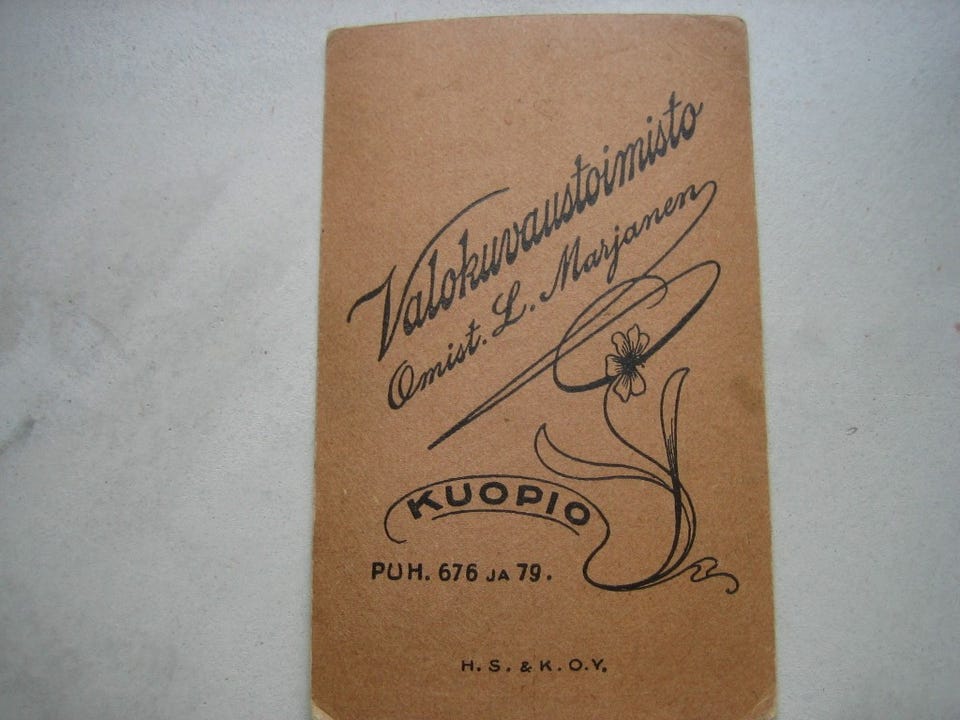 Valokuvaustoimisto
Omist. L. Marjanen
KUOPIO
PUH. 676 JA 79.
H. S. & K. O.Y.